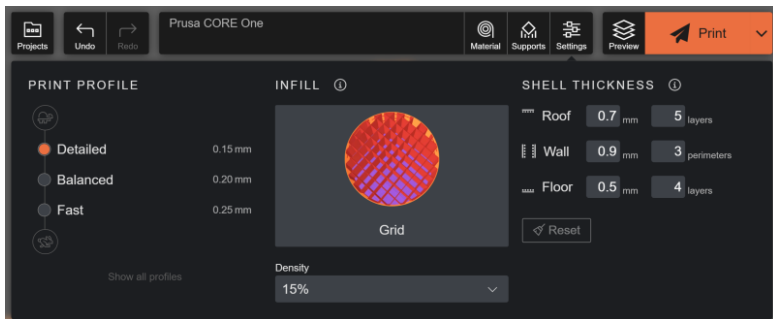 Prusa CORE One
Projects
Undo
Redo
Material
Supports
Settings
Preview
Print
PRINT PROFILE
Detailed 0.15 mm
Balanced 0.20 mm
Fast 0.25 mm
Show all profiles
INFILL
Grid
Density
15%
SHELL THICKNESS
Roof 0.7 mm 5 layers
Wall 0.9 mm 3 perimeters
Floor 0.5 mm 4 layers
Reset